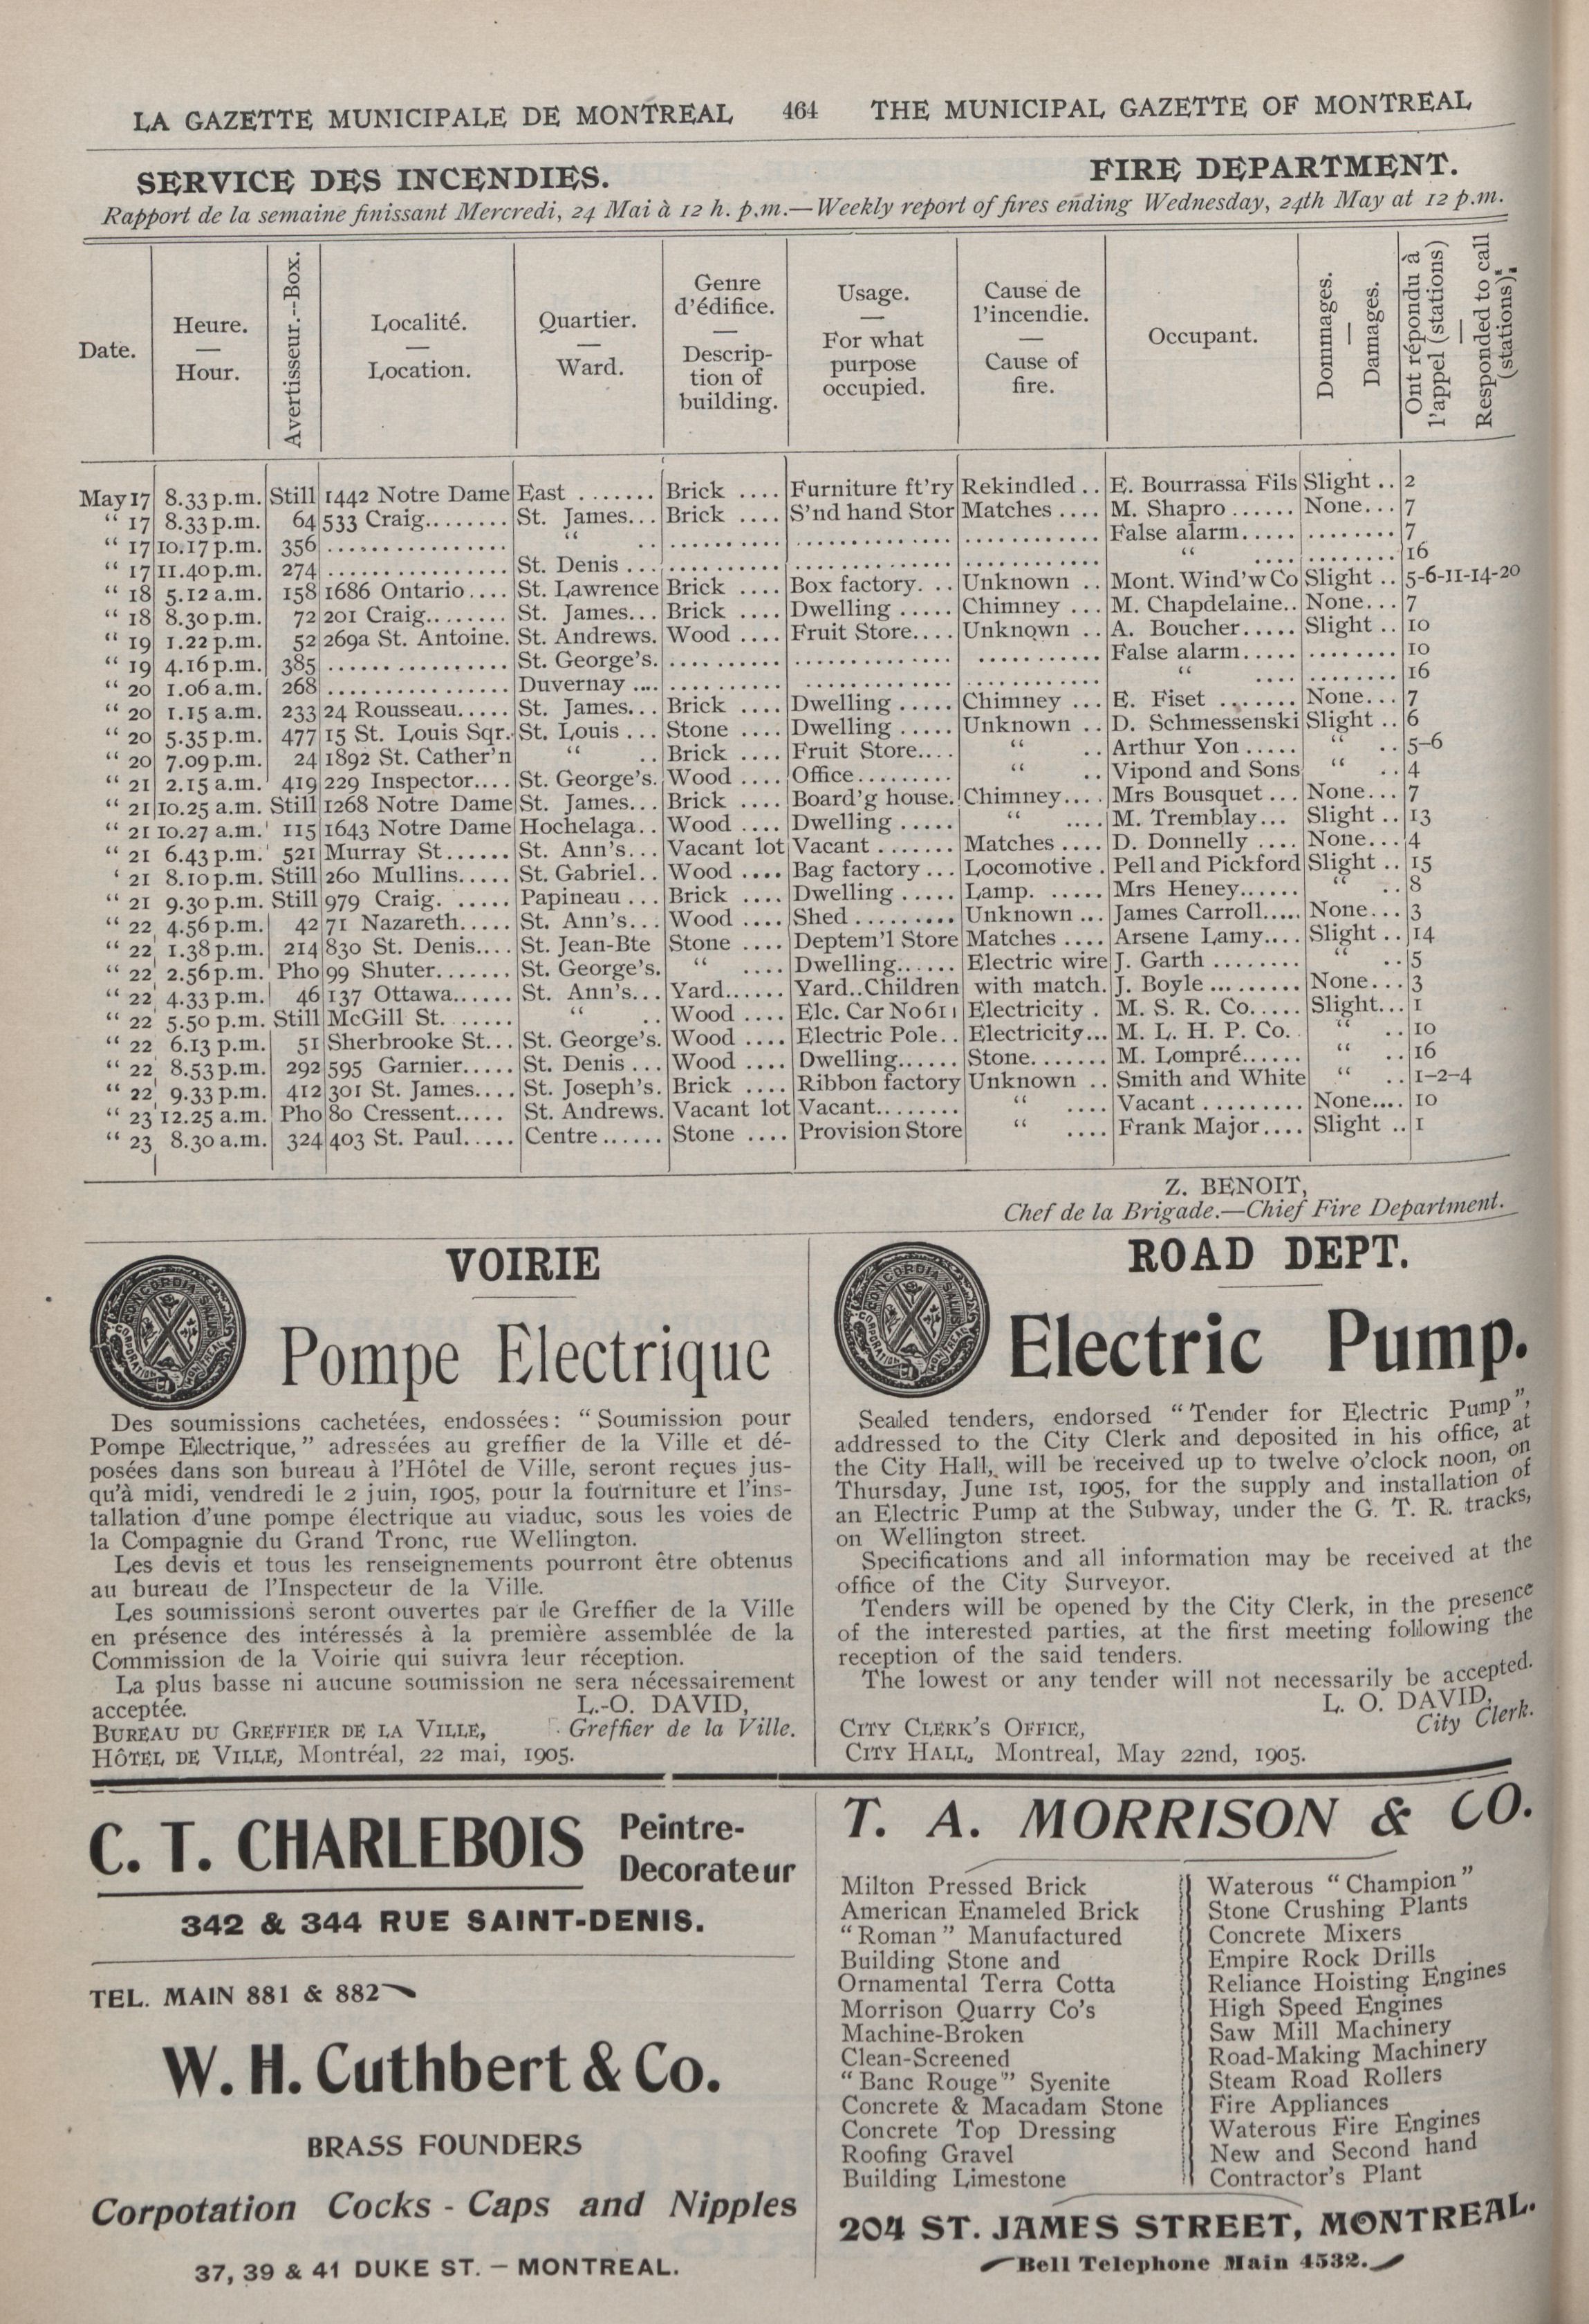 LA GAZETTE MUNICIPALE DE MONTREAL 464 THE MUNICIPAL GAZETTE OF MONTREAL
SERVICE DES INCENDIES. FIRE DEPARTMENT.
Rapport de la semaine finissant Mercredi, 24 Mai à 12 h. p.m.—Weekly report of fires ending Wednesday, 24th May at 12 p.m.
Date. | Heure. — Hour. | Avertisseur.--Box. | Localité. — Location. | Quartier. — Ward. | Genre d'édifice. — Description of building. | Usage. — For what purpose occupied. | Cause de l'incendie. — Cause of fire. | Occupant. | Dommages. — Damages. | Ont répondu à l'appel (stations) — Responded to call (stations).
May 17 | 8.33 p.m. | Still | 1442 Notre Dame | East ....... | Brick .... | Furniture ft'ry | Rekindled .. | E. Bourrassa Fils | Slight .. | 2
“ 17 | 8.33 p.m. | 64 | 533 Craig........ | St. James... | Brick .... | S'nd hand Stor | Matches .... | M. Shapro ...... | None... | 7
“ 17 | 10.17 p.m. | 356 | ................ | “ .. | .......... | .............. | ............ | False alarm..... | ........ | 7
“ 17 | 11.40 p.m. | 274 | ................ | St. Denis ... | .......... | .............. | ............ | “ .... | ........ | 16
“ 18 | 5.12 a.m. | 158 | 1686 Ontario.... | St. Lawrence | Brick .... | Box factory. .. | Unknown .. | Mont. Wind'w Co | Slight .. | 5-6-11-14-20
“ 18 | 8.30 p.m. | 72 | 201 Craig........ | St. James... | Brick .... | Dwelling ..... | Chimney ... | M. Chapdelaine.. | None... | 7
“ 19 | 1.22 p.m. | 52 | 269a St. Antoine. | St. Andrews. | Wood .... | Fruit Store.... | Unknown .. | A. Boucher..... | Slight .. | 10
“ 19 | 4.16 p.m. | 385 | ................ | St. George's. | .......... | .............. | ........... | False alarm..... | ........ | 10
“ 20 | 1.06 a.m. | 268 | ................ | Duvernay .... | .......... | .............. | ............ | “ .... | ........ | 16
“ 20 | 1.15 a.m. | 233 | 24 Rousseau..... | St. James... | Brick .... | Dwelling ..... | Chimney ... | E. Fiset ........ | None... | 7
“ 20 | 5.35 p.m. | 477 | 15 St. Louis Sqr. | St. Louis ... | Stone .... | Dwelling ..... | Unknown .. | D. Schmessenski | Slight .. | 6
“ 20 | 7.09 p.m. | 24 | 1892 St. Cather'n | “ .. | Brick .... | Fruit Store.... | “ .. | Arthur Yon ..... | “ .. | 5-6
“ 21 | 2.15 a.m. | 419 | 229 Inspector.... | St. George's. | Wood .... | Office......... | “ .. | Vipond and Sons | “ .. | 4
“ 21 | 10.25 a.m. | Still | 1268 Notre Dame | St. James... | Brick .... | Board'g house. | Chimney.... | Mrs Bousquet ... | None... | 7
“ 21 | 10.27 a.m. | 115 | 1643 Notre Dame | Hochelaga.. | Wood .... | Dwelling ..... | “ .... | M. Tremblay... | Slight .. | 13
“ 21 | 6.43 p.m. | 521 | Murray St...... | St. Ann's... | Vacant lot | Vacant ....... | Matches .... | D. Donnelly .... | None... | 4
‘ 21 | 8.10 p.m. | Still | 260 Mullins..... | St. Gabriel.. | Wood .... | Bag factory ... | Locomotive . | Pell and Pickford | Slight .. | 15
“ 21 | 9.30 p.m. | Still | 979 Craig. ..... | Papineau ... | Brick .... | Dwelling ..... | Lamp. ..... | Mrs Heney...... | “ .. | 8
“ 22 | 4.56 p.m. | 42 | 71 Nazareth..... | St. Ann's... | Wood .... | Shed ......... | Unknown ... | James Carroll..... | None... | 3
“ 22 | 1.38 p.m. | 214 | 830 St. Denis.... | St. Jean-Bte | Stone .... | Deptem'l Store | Matches .... | Arsene Lamy.... | Slight .. | 14
“ 22 | 2.56 p.m. | Pho | 99 Shuter....... | St. George's. | “ .... | Dwelling...... | Electric wire | J. Garth ........ | “ .. | 5
“ 22 | 4.33 p.m. | 46 | 137 Ottawa...... | St. Ann's... | Yard...... | Yard..Children | with match. | J. Boyle ......... | None... | 3
“ 22 | 5.50 p.m. | Still | McGill St. ...... | “ .. | Wood .... | Elc. Car No 611 | Electricity . | M. S. R. Co..... | Slight... | 1
“ 22 | 6.13 p.m. | 51 | Sherbrooke St... | St. George's. | Wood .... | Electric Pole.. | Electricity... | M. L. H. P. Co. | “ .. | 10
“ 22 | 8.53 p.m. | 292 | 595 Garnier..... | St. Denis ... | Wood .... | Dwelling...... | Stone....... | M. Lompré...... | “ .. | 16
“ 22 | 9.33 p.m. | 412 | 301 St. James.... | St. Joseph's. | Brick .... | Ribbon factory | Unknown .. | Smith and White | “ .. | 1-2-4
“ 23 | 12.25 a.m. | Pho | 80 Cressent..... | St. Andrews. | Vacant lot | Vacant........ | “ .... | Vacant ......... | None.... | 10
“ 23 | 8.30 a.m. | 324 | 403 St. Paul..... | Centre ...... | Stone .... | Provision Store | “ .... | Frank Major.... | Slight .. | 1
Z. BENOIT,
Chef de la Brigade.—Chief Fire Department.
VOIRIE
CONCORDIA SALUS
Pompe Electrique
Des soumissions cachetées, endossées: “Soumission pour
Pompe Electrique,” adressées au greffier de la Ville et dé-
posées dans son bureau à l'Hôtel de Ville, seront reçues jus-
qu'à midi, vendredi le 2 juin, 1905, pour la fourniture et l'ins-
tallation d'une pompe électrique au viaduc, sous les voies de
la Compagnie du Grand Tronc, rue Wellington.
Les devis et tous les renseignements pourront être obtenus
au bureau de l'Inspecteur de la Ville.
Les soumissions seront ouvertes par le Greffier de la Ville
en présence des intéressés à la première assemblée de la
Commission de la Voirie qui suivra leur réception.
La plus basse ni aucune soumission ne sera nécessairement
acceptée.
L.-O. DAVID,
BUREAU DU GREFFIER DE LA VILLE, Greffier de la Ville.
HÔTEL DE VILLE, Montréal, 22 mai, 1905.
ROAD DEPT.
CONCORDIA SALUS
Electric Pump.
Sealed tenders, endorsed “Tender for Electric Pump”,
addressed to the City Clerk and deposited in his office, at
the City Hall, will be received up to twelve o'clock noon, on
Thursday, June 1st, 1905, for the supply and installation of
an Electric Pump at the Subway, under the G. T. R. tracks,
on Wellington street.
Specifications and all information may be received at the
office of the City Surveyor.
Tenders will be opened by the City Clerk, in the presence
of the interested parties, at the first meeting following the
reception of the said tenders.
The lowest or any tender will not necessarily be accepted.
L. O. DAVID,
City Clerk.
CITY CLERK'S OFFICE,
CITY HALL, Montreal, May 22nd, 1905.
C. T. CHARLEBOIS Peintre-
Decorateur
342 & 344 RUE SAINT-DENIS.
TEL. MAIN 881 & 882
W. H. Cuthbert & Co.
BRASS FOUNDERS
Corpotation Cocks - Caps and Nipples
37, 39 & 41 DUKE ST. — MONTREAL.
T. A. MORRISON & CO.
Milton Pressed Brick
American Enameled Brick
“Roman” Manufactured
Building Stone and
Ornamental Terra Cotta
Morrison Quarry Co's
Machine-Broken
Clean-Screened
“Banc Rouge” Syenite
Concrete & Macadam Stone
Concrete Top Dressing
Roofing Gravel
Building Limestone
Waterous “Champion”
Stone Crushing Plants
Concrete Mixers
Empire Rock Drills
Reliance Hoisting Engines
High Speed Engines
Saw Mill Machinery
Road-Making Machinery
Steam Road Rollers
Fire Appliances
Waterous Fire Engines
New and Second hand
Contractor's Plant
204 ST. JAMES STREET, MONTREAL.
Bell Telephone Main 4532.